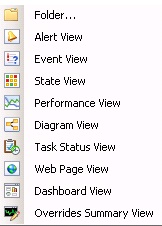 Folder...
Alert View
Event View
State View
Performance View
Diagram View
Task Status View
Web Page View
Dashboard View
Overrides Summary View